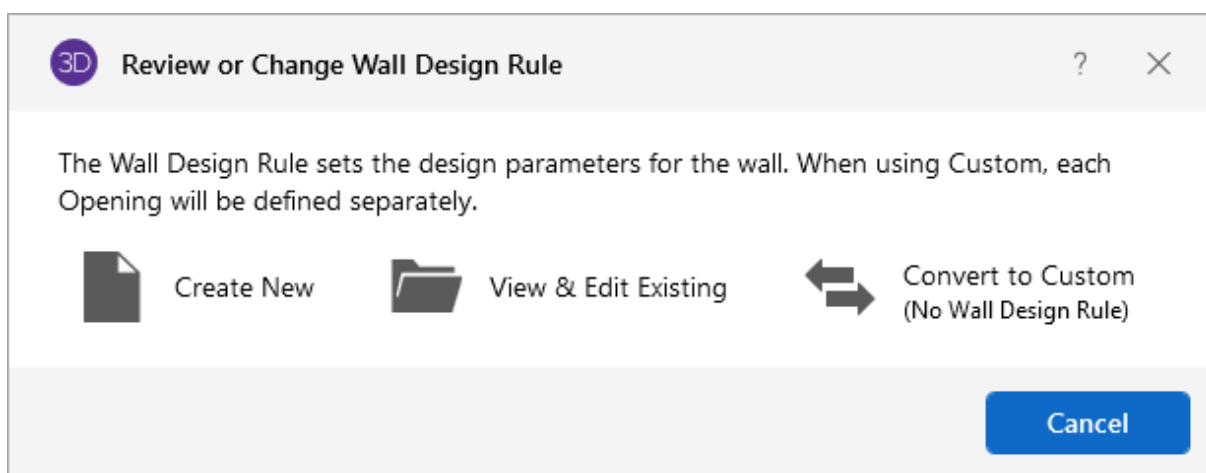 3D Review or Change Wall Design Rule ? ×
The Wall Design Rule sets the design parameters for the wall. When using Custom, each
Opening will be defined separately.
Create New
View & Edit Existing
Convert to Custom
(No Wall Design Rule)
Cancel